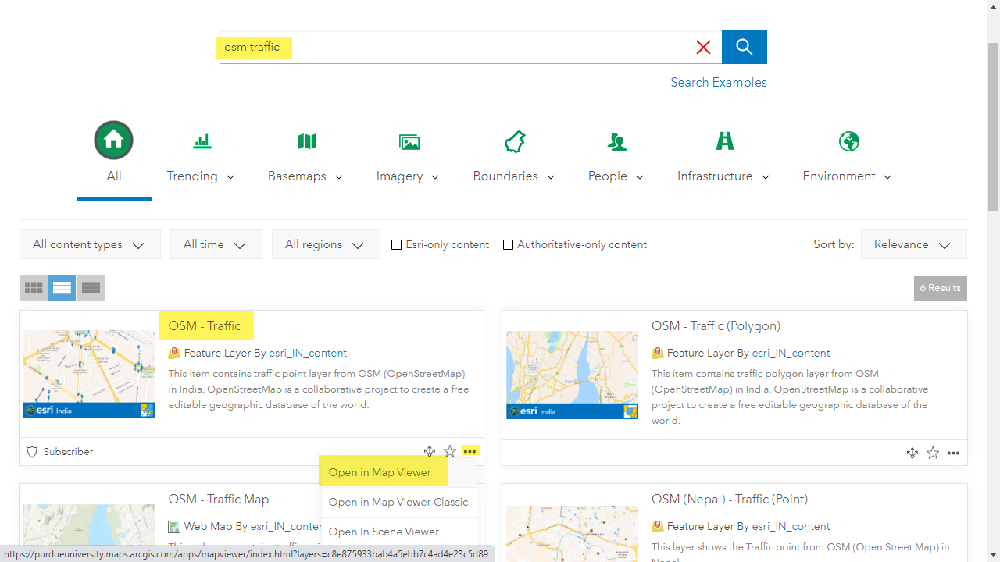 osm traffic
Search Examples
All
Trending
Basemaps
Imagery
Boundaries
People
Infrastructure
Environment
All content types
All time
All regions
Esri-only content
Authoritative-only content
Sort by:
Relevance
6 Results
OSM - Traffic
Feature Layer By esri_IN_content
This item contains traffic point layer from OSM (OpenStreetMap)
in India. OpenStreetMap is a collaborative project to create a free
editable geographic database of the world.
esri India
Subscriber
Open in Map Viewer
Open in Map Viewer Classic
Open In Scene Viewer
OSM - Traffic (Polygon)
Feature Layer By esri_IN_content
This item contains traffic polygon layer from OSM
(OpenStreetMap) in India. OpenStreetMap is a collaborative
project to create a free editable geographic database of the
world.
esri India
OSM - Traffic Map
Web Map By esri_IN_conter
OSM (Nepal) - Traffic (Point)
Feature Layer By esri_IN_content
This layer shows the Traffic point from OSM (Open Street Map) in
Nepal
https://purdueuniversity.maps.arcgis.com/apps/mapviewer/index.html?layers=c8e875933bab4a5ebb7c4ad4e23c5d89